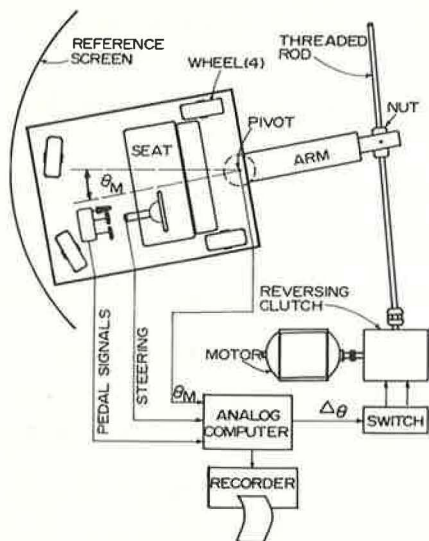 REFERENCE
SCREEN
THREADED
ROD
WHEEL (4)
PIVOT
NUT
SEAT
ARM
θM
REVERSING
CLUTCH
MOTOR
PEDAL SIGNALS
STEERING
θM
ANALOG
COMPUTER
Δθ
SWITCH
RECORDER